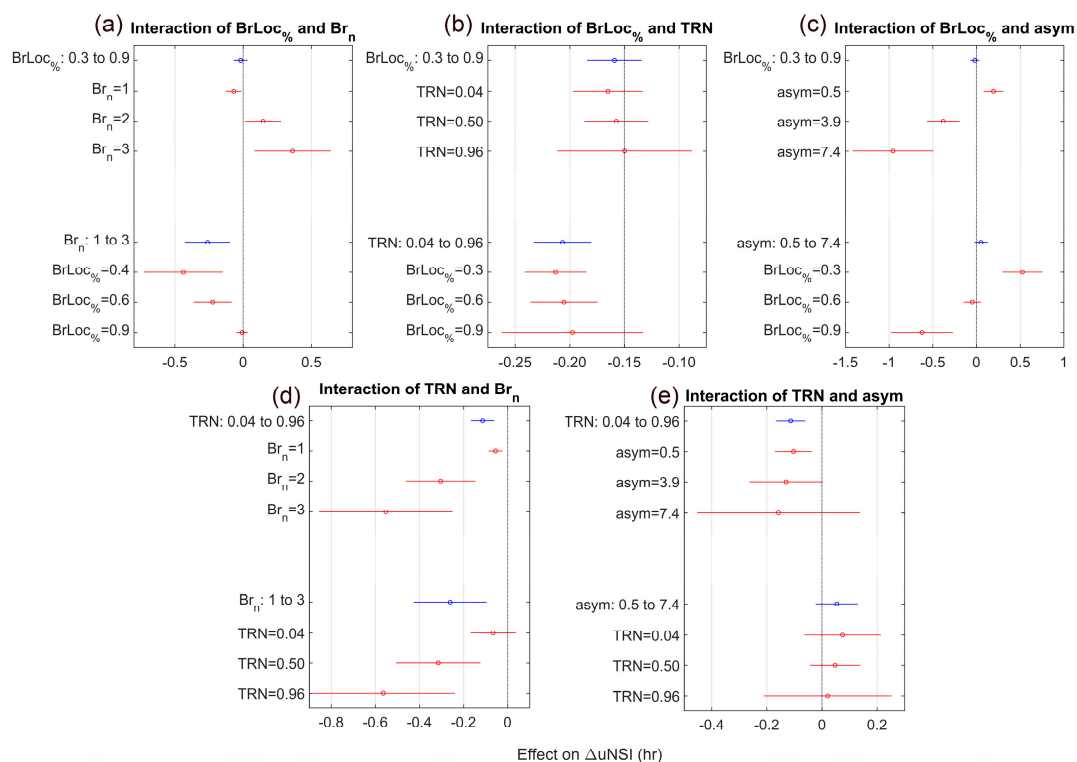 (a) Interaction of BrLoc% and Brn
BrLoc%: 0.3 to 0.9
Brn=1
Brn=2
Brn=3
Brn: 1 to 3
BrLoc%=0.4
BrLoc%=0.6
BrLoc%=0.9
-0.5 0 0.5
(b) Interaction of BrLoc% and TRN
BrLoc%: 0.3 to 0.9
TRN=0.04
TRN=0.50
TRN=0.96
TRN: 0.04 to 0.96
BrLoc%=0.3
BrLoc%=0.6
BrLoc%=0.9
-0.25 -0.20 -0.15 -0.10
(c) Interaction of BrLoc% and asym
BrLoc%: 0.3 to 0.9
asym=0.5
asym=3.9
asym=7.4
asym: 0.5 to 7.4
BrLoc%=0.3
BrLoc%=0.6
BrLoc%=0.9
-1.5 -1 -0.5 0 0.5 1
(d) Interaction of TRN and Brn
TRN: 0.04 to 0.96
Brn=1
Brn=2
Brn=3
Brn: 1 to 3
TRN=0.04
TRN=0.50
TRN=0.96
-0.8 -0.6 -0.4 -0.2 0
(e) Interaction of TRN and asym
TRN: 0.04 to 0.96
asym=0.5
asym=3.9
asym=7.4
asym: 0.5 to 7.4
TRN=0.04
TRN=0.50
TRN=0.96
-0.4 -0.2 0 0.2
Effect on ΔuNSI (hr)